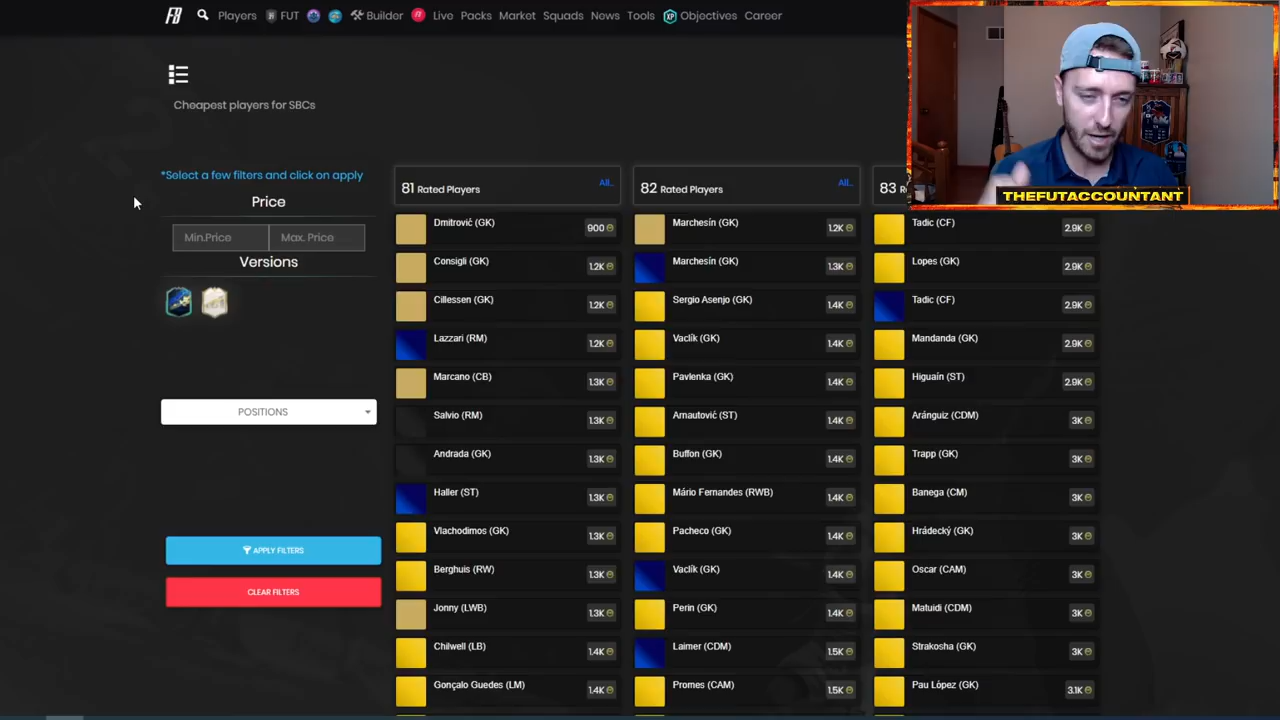 FB Players FUT Builder Live Packs Market Squads News Tools XP Objectives Career
Cheapest players for SBCs
*Select a few filters and click on apply
Price
Min.Price Max. Price
Versions
POSITIONS
APPLY FILTERS
CLEAR FILTERS
81 Rated Players All..
Dmitrović (GK) 900
Consigli (GK) 1.2K
Cillessen (GK) 1.2K
Lazzari (RM) 1.2K
Marcano (CB) 1.3K
Salvio (RM) 1.3K
Andrada (GK) 1.3K
Haller (ST) 1.3K
Vlachodimos (GK) 1.3K
Berghuis (RW) 1.3K
Jonny (LWB) 1.3K
Chilwell (LB) 1.4K
Gonçalo Guedes (LM) 1.4K
82 Rated Players All..
Marchesín (GK) 1.2K
Marchesín (GK) 1.3K
Sergio Asenjo (GK) 1.4K
Vaclík (GK) 1.4K
Pavlenka (GK) 1.4K
Arnautović (ST) 1.4K
Buffon (GK) 1.4K
Mário Fernandes (RWB) 1.4K
Pacheco (GK) 1.4K
Vaclík (GK) 1.4K
Perin (GK) 1.4K
Laimer (CDM) 1.5K
Promes (CAM) 1.5K
83 R
Tadic (CF) 2.9K
Lopes (GK) 2.9K
Tadic (CF) 2.9K
Mandanda (GK) 2.9K
Higuaín (ST) 2.9K
Aránguiz (CDM) 3K
Trapp (GK) 3K
Banega (CM) 3K
Hrádecký (GK) 3K
Oscar (CAM) 3K
Matuidi (CDM) 3K
Strakosha (GK) 3K
Pau López (GK) 3.1K
THEFUTACCOUNTANT